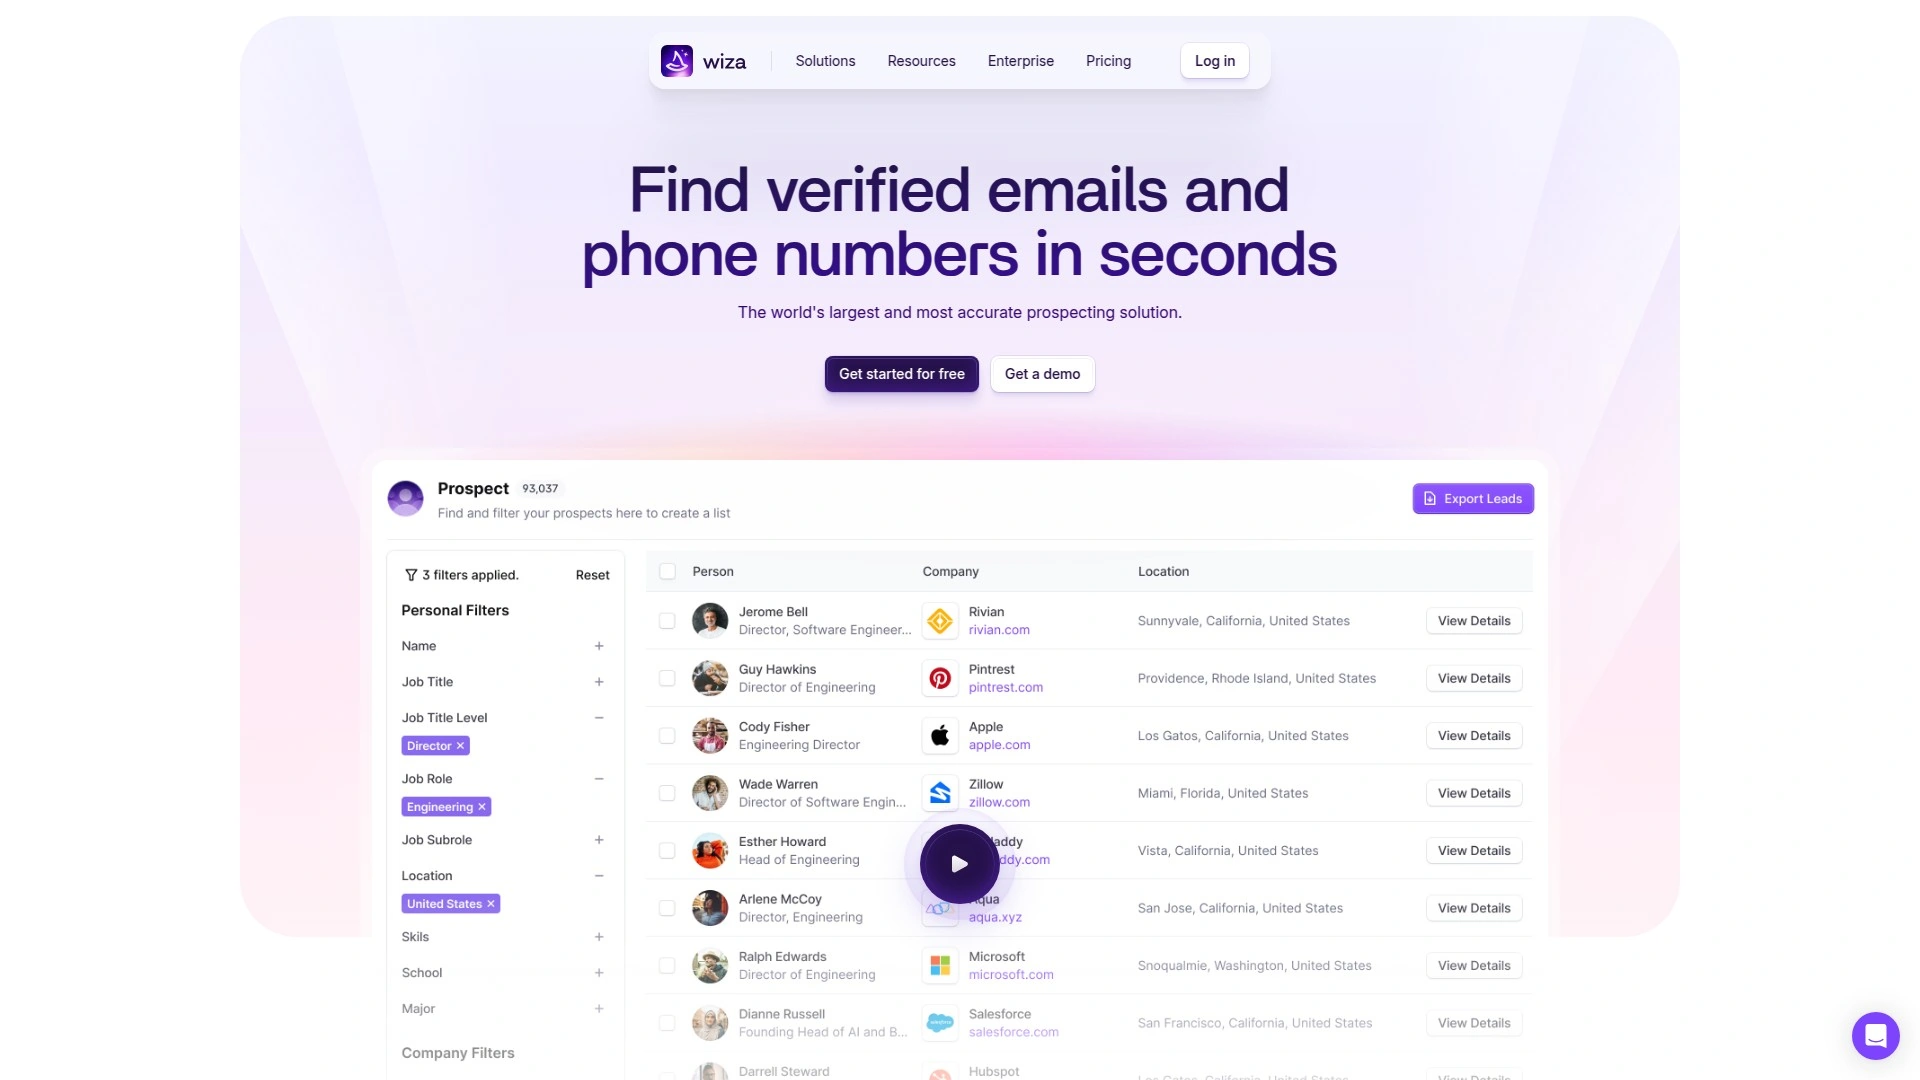 wiza
Solutions
Resources
Enterprise
Pricing
Log in
Find verified emails and
phone numbers in seconds
The world's largest and most accurate prospecting solution.
Get started for free
Get a demo
Prospect 93,037
Find and filter your prospects here to create a list
Export Leads
3 filters applied.
Reset
Personal Filters
Name
Job Title
Job Title Level
Director
Job Role
Engineering
Job Subrole
Location
United States
Skils
School
Major
Company Filters
Person
Company
Location
Jerome Bell
Director, Software Engineer...
Rivian
rivian.com
Sunnyvale, California, United States
View Details
Guy Hawkins
Director of Engineering
Pintrest
pintrest.com
Providence, Rhode Island, United States
View Details
Cody Fisher
Engineering Director
Apple
apple.com
Los Gatos, California, United States
View Details
Wade Warren
Director of Software Engin...
Zillow
zillow.com
Miami, Florida, United States
View Details
Esther Howard
Head of Engineering
Vista, California, United States
View Details
Arlene McCoy
Director, Engineering
aqua.xyz
San Jose, California, United States
View Details
Ralph Edwards
Director of Engineering
Microsoft
microsoft.com
Snoqualmie, Washington, United States
View Details
Dianne Russell
Founding Head of AI and B...
Salesforce
salesforce.com
San Francisco, California, United States
View Details
Darrell Steward
Hubspot